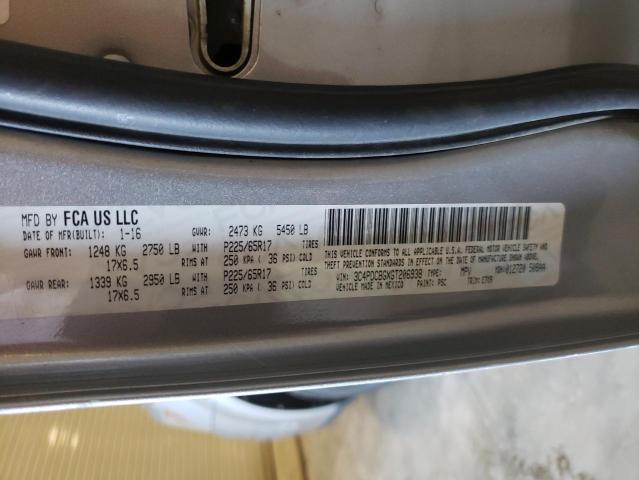 MFD BY FCA US LLC
DATE OF MFR(BUILT): 1-16 GVWR: 2473 KG 5450 LB
GAWR FRONT: 1248 KG 2750 LB WITH P225/65R17 TIRES
17X6.5 RIMS AT 250 KPA ( 36 PSI) COLD
GAWR REAR: 1339 KG 2950 LB WITH P225/65R17 TIRES
17X6.5 RIMS AT 250 KPA ( 36 PSI) COLD
THIS VEHICLE CONFORMS TO ALL APPLICABLE U.S.A. FEDERAL MOTOR VEHICLE SAFETY AND
THEFT PREVENTION STANDARDS IN EFFECT ON THE DATE OF MANUFACTURE SHOWN ABOVE.
VIN: 3C4PDCBGXGT206938 TYPE: MPV MDH:012720 508AA
VEHICLE MADE IN MEXICO PAINT: PSC TRIM: